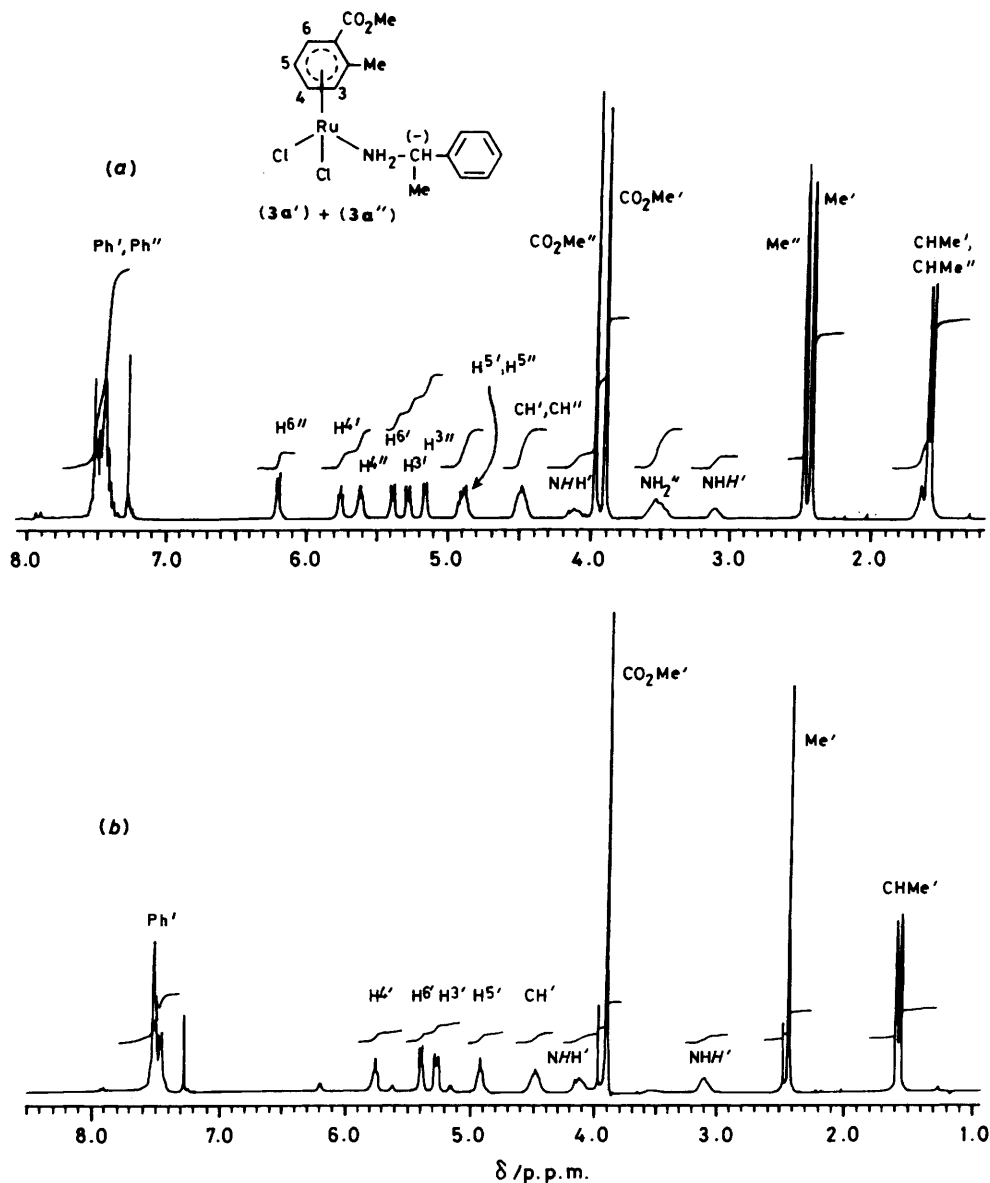 CO2Me
6
5
Me
4
3
Ru
(−)
Cl
NH2
CH
Cl
Me
(3a′) + (3a″)
(a)
Ph′, Ph″
CO2Me′
CO2Me″
Me′
Me″
CHMe′,
CHMe″
H5′, H5″
H6″
H4′
H4″
H6′
H3′
H3″
CH′, CH″
NHH′
NH2″
NHH′
8.0 7.0 6.0 5.0 4.0 3.0 2.0
(b)
CO2Me′
Me′
Ph′
CHMe′
H4′
H6′
H3′
H5′
CH′
NHH′
NHH′
8.0 7.0 6.0 5.0 4.0 3.0 2.0 1.0
δ/p.p.m.